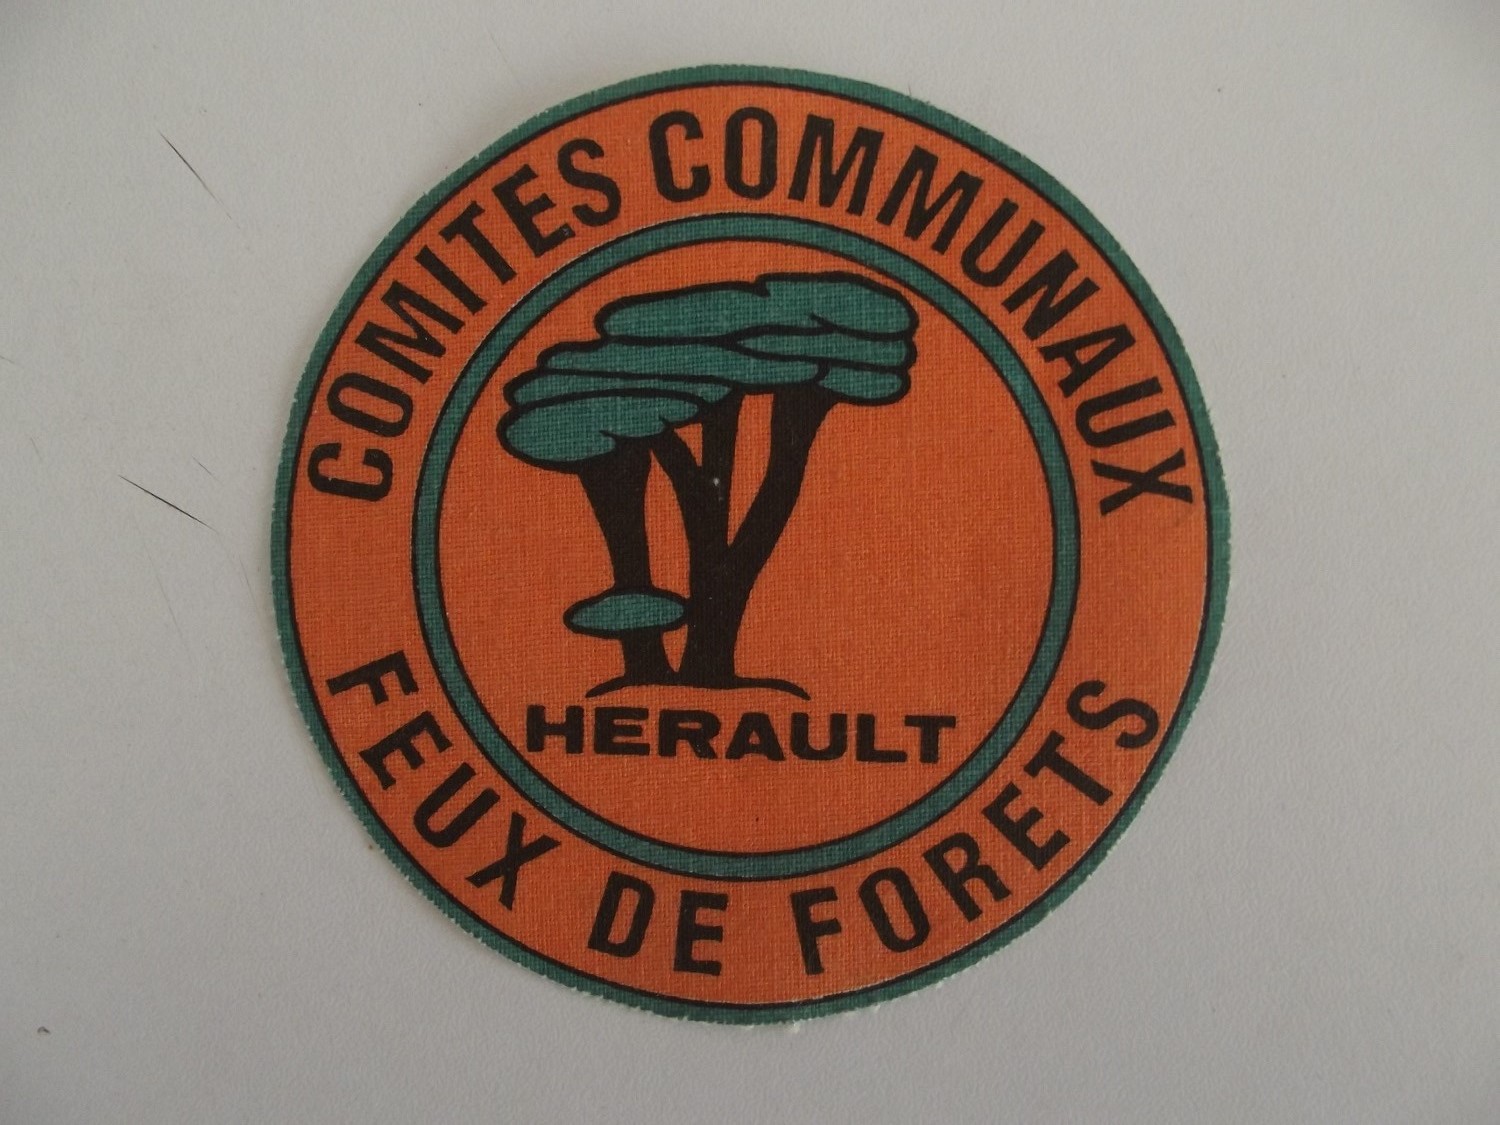 COMITES COMMUNAUX
HERAULT
FEUX DE FORETS